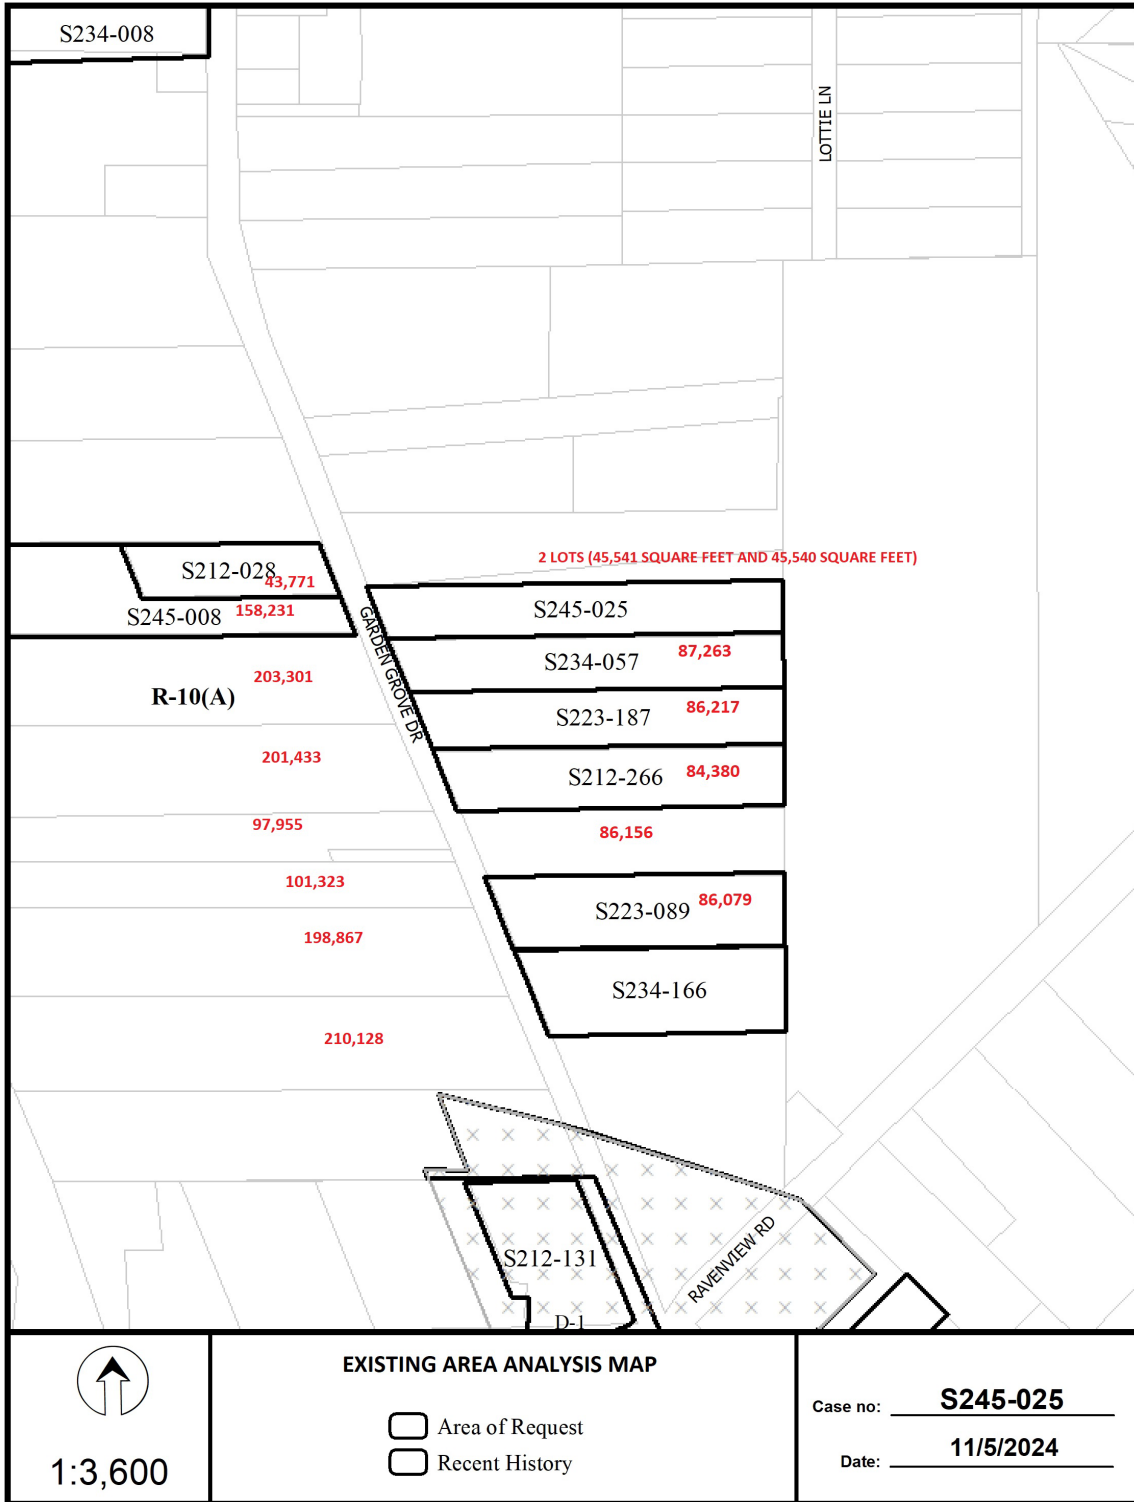 S234-008
LOTTIE LN
2 LOTS (45,541 SQUARE FEET AND 45,540 SQUARE FEET)
S212-028
43,771
S245-008
158,231
S245-025
GARDEN GROVE DR
S234-057
87,263
203,301
R-10(A)
S223-187
86,217
201,433
S212-266
84,380
97,955
86,156
101,323
S223-089
86,079
198,867
S234-166
210,128
RAVENVIEW RD
S212-131
D-1
1:3,600
EXISTING AREA ANALYSIS MAP
Area of Request
Recent History
Case no: S245-025
Date: 11/5/2024